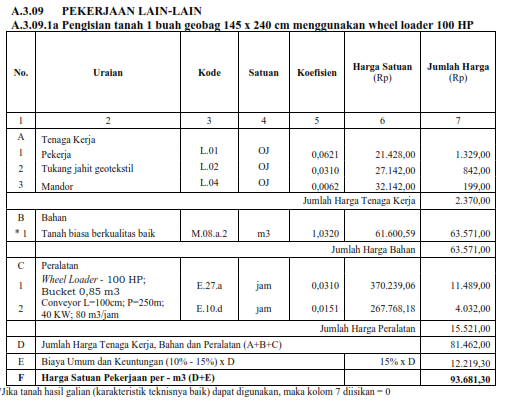 A.3.09 PEKERJAAN LAIN-LAIN
A.3.09.1a Pengisian tanah 1 buah geobag 145 x 240 cm menggunakan wheel loader 100 HP
No. Uraian Kode Satuan Koefisien Harga Satuan (Rp) Jumlah Harga (Rp)
1 2 3 4 5 6 7
A Tenaga Kerja
1 Pekerja L.01 OJ 0,0621 21.428,00 1.329,00
2 Tukang jahit geotekstil L.02 OJ 0,0310 27.142,00 842,00
3 Mandor L.04 OJ 0,0062 32.142,00 199,00
Jumlah Harga Tenaga Kerja 2.370,00
B Bahan
* 1 Tanah biasa berkualitas baik M.08.a.2 m3 1,0320 61.600,59 63.571,00
Jumlah Harga Bahan 63.571,00
C Peralatan
1 Wheel Loader - 100 HP; Bucket 0,85 m3 E.27.a jam 0,0310 370.239,06 11.489,00
2 Conveyor L=100cm; P=250m; 40 KW; 80 m3/jam E.10.d jam 0,0151 267.768,18 4.032,00
Jumlah Harga Peralatan 15.521,00
D Jumlah Harga Tenaga Kerja, Bahan dan Peralatan (A+B+C) 81.462,00
E Biaya Umum dan Keuntungan (10% - 15%) x D 15% x D 12.219,30
F Harga Satuan Pekerjaan per - m3 (D+E) 93.681,30
Jika tanah hasil galian (karakteristik teknisnya baik) dapat digunakan, maka kolom 7 diisikan = 0